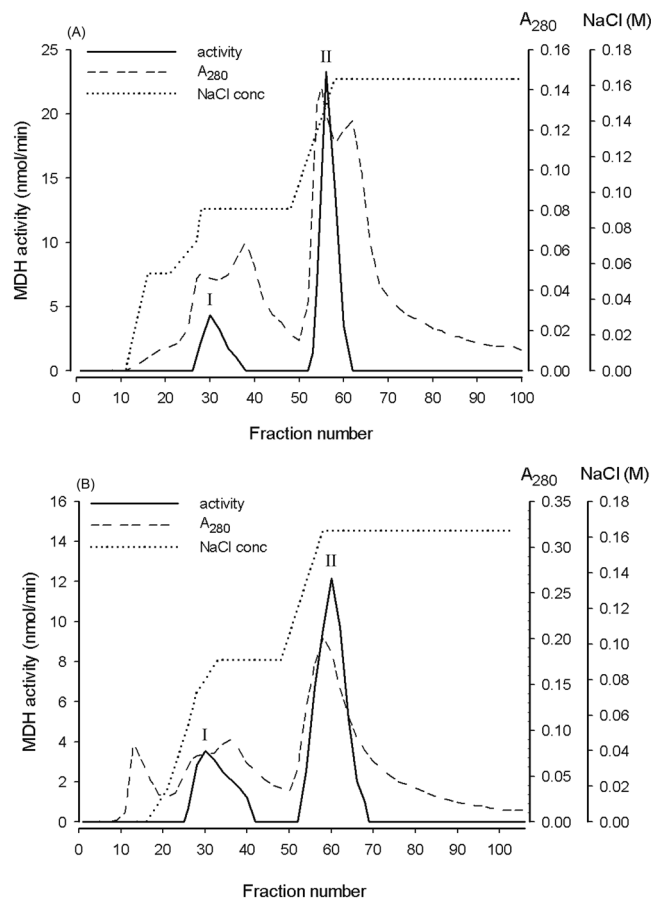 (A)
A280
NaCl (M)
activity
A280
NaCl conc
II
I
25
20
15
10
5
0
0.16
0.14
0.12
0.10
0.08
0.06
0.04
0.02
0.00
0.18
0.16
0.14
0.12
0.10
0.08
0.06
0.04
0.02
0.00
MDH activity (nmol/min)
0 10 20 30 40 50 60 70 80 90 100
Fraction number
(B)
A280
NaCl (M)
activity
A280
NaCl conc
II
I
16
14
12
10
8
6
4
2
0
0.35
0.30
0.25
0.20
0.15
0.10
0.05
0.00
0.18
0.16
0.14
0.12
0.10
0.08
0.06
0.04
0.02
0.00
MDH activity (nmol/min)
0 10 20 30 40 50 60 70 80 90 100
Fraction number